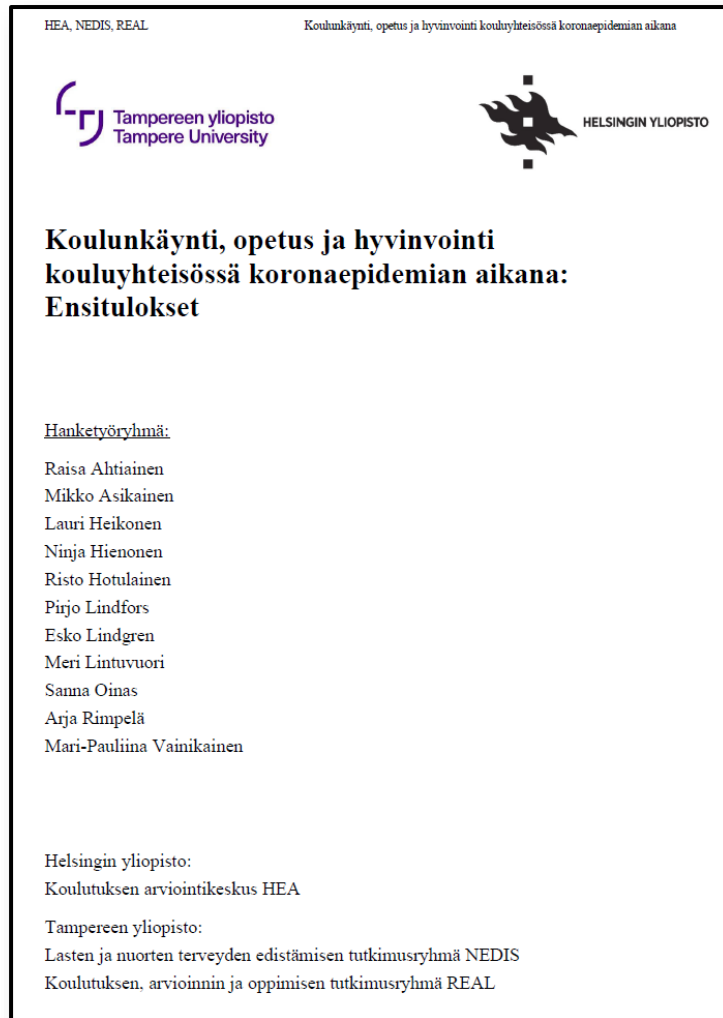 HEA, NEDIS, REAL Koulunkäynti, opetus ja hyvinvointi kouluyhteisössä koronaepidemian aikana
Tampereen yliopisto
Tampere University
HELSINGIN YLIOPISTO
Koulunkäynti, opetus ja hyvinvointi
kouluyhteisössä koronaepidemian aikana:
Ensitulokset
Hanketyöryhmä:
Raisa Ahtiainen
Mikko Asikainen
Lauri Heikonen
Ninja Hienonen
Risto Hotulainen
Pirjo Lindfors
Esko Lindgren
Meri Lintuvuori
Sanna Oinas
Arja Rimpelä
Mari-Pauliina Vainikainen
Helsingin yliopisto:
Koulutuksen arviointikeskus HEA
Tampereen yliopisto:
Lasten ja nuorten terveyden edistämisen tutkimusryhmä NEDIS
Koulutuksen, arvioinnin ja oppimisen tutkimusryhmä REAL